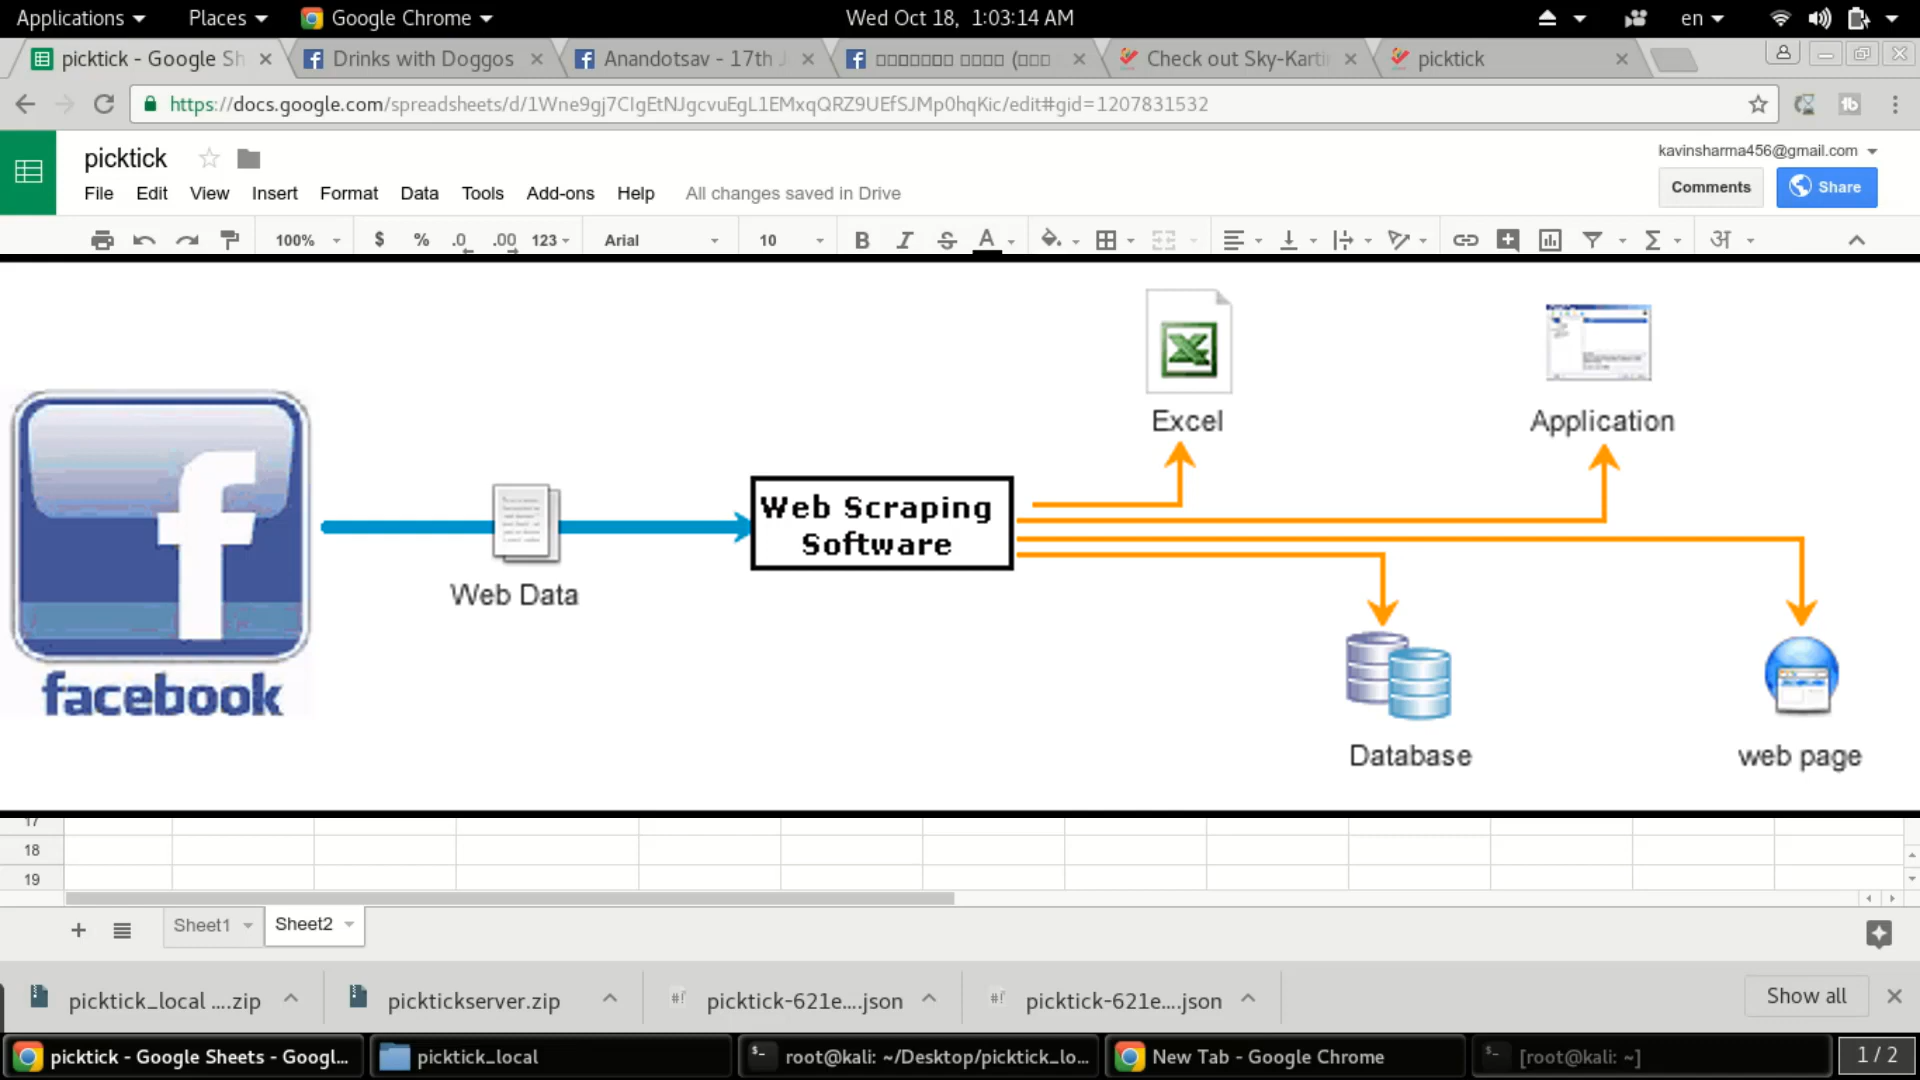 Applications Places Google Chrome Wed Oct 18, 1:03:14 AM en
picktick - Google Sh Drinks with Doggos Anandotsav - 17th J Check out Sky-Kartin picktick
https://docs.google.com/spreadsheets/d/1Wne9gj7CIgEtNJgcvuEgL1EMxqQRZ9UEfSJMp0hqKic/edit#gid=1207831532
picktick
kavinsharma456@gmail.com
File Edit View Insert Format Data Tools Add-ons Help All changes saved in Drive
Comments Share
100% $ % .0 .00 123 Arial 10 B I S A Σ अ
Excel
Application
Web Scraping
Software
Web Data
facebook
Database
web page
17
18
19
Sheet1 Sheet2
picktick_local ....zip picktickserver.zip picktick-621e....json picktick-621e....json Show all
picktick - Google Sheets - Googl... picktick_local root@kali: ~/Desktop/picktick_lo... New Tab - Google Chrome [root@kali: ~] 1 / 2